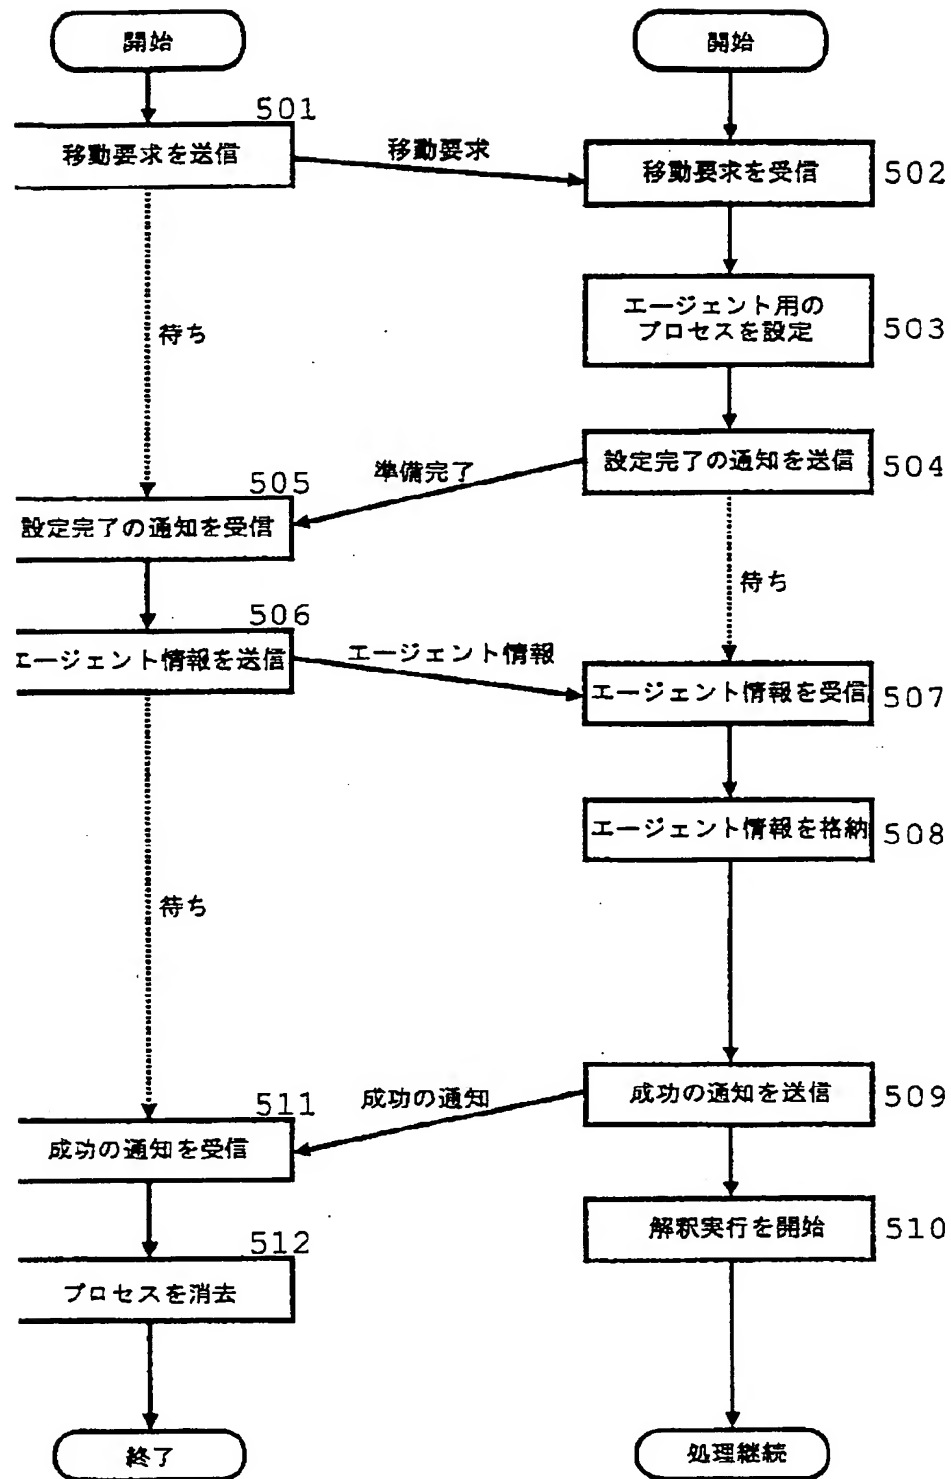 開始
開始
501
移動要求を送信
移動要求
移動要求を受信
502
エージェント用の
プロセスを設定
503
待ち
設定完了の通知を送信
504
準備完了
505
設定完了の通知を受信
待ち
506
エージェント情報を送信
エージェント情報
エージェント情報を受信
507
エージェント情報を格納
508
待ち
成功の通知を送信
509
成功の通知
511
成功の通知を受信
解釈実行を開始
510
512
プロセスを消去
終了
処理継続